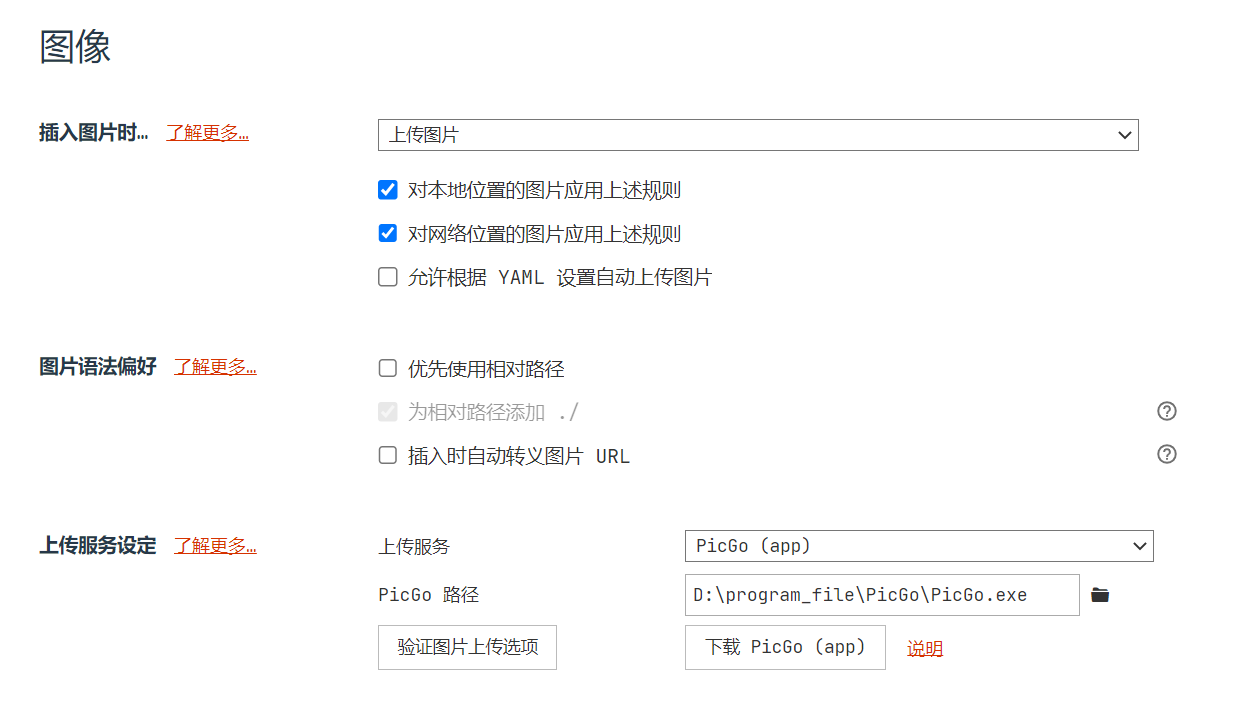 图像
插入图片时... 了解更多... 上传图片
对本地位置的图片应用上述规则
对网络位置的图片应用上述规则
允许根据 YAML 设置自动上传图片
图片语法偏好 了解更多... 优先使用相对路径
为相对路径添加 ./
插入时自动转义图片 URL
上传服务设定 了解更多... 上传服务 PicGo (app)
PicGo 路径 D:\program_file\PicGo\PicGo.exe
验证图片上传选项 下载 PicGo (app) 说明